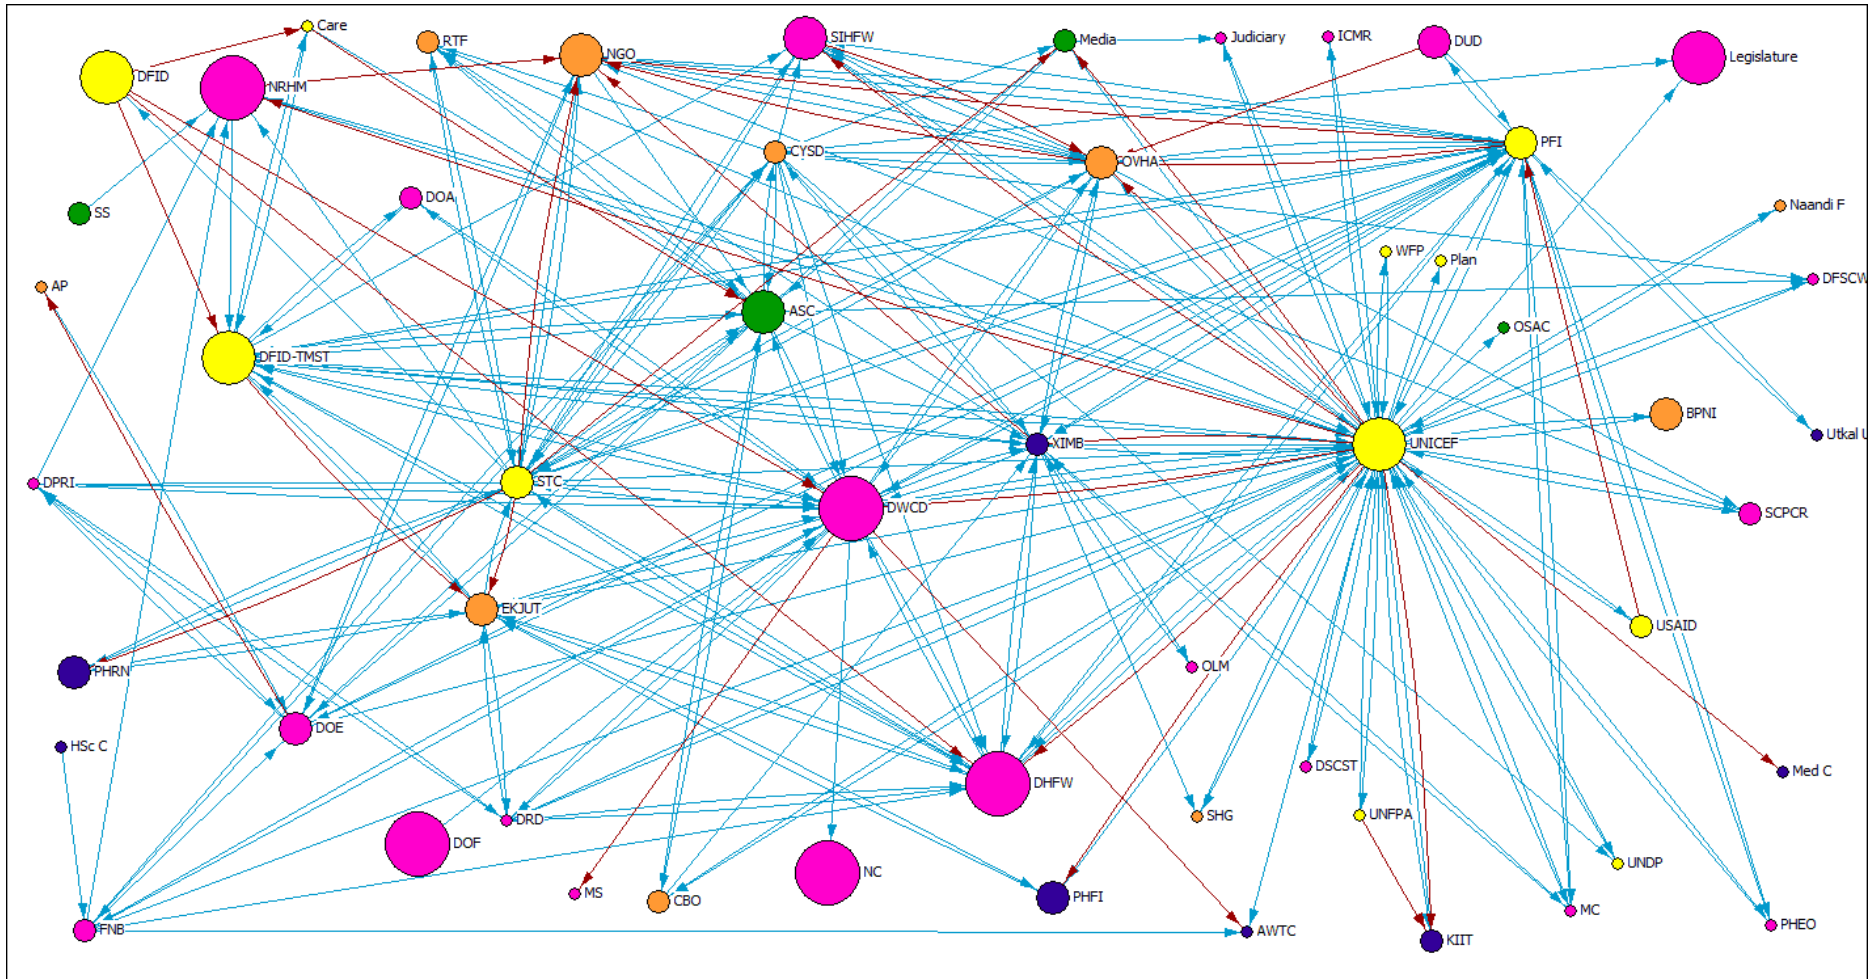 Care
RTF
NGO
SIHFW
Media
Judiciary
ICMR
DUD
Legislature
DFID
NRHM
CYSD
OVHA
PFI
SS
DOA
Naandi F
WFP
Plan
AP
ASC
DFSCW
OSAC
DFID-TMST
BPNI
XIMB
UNICEF
Utkal U
DPRI
STC
DWCD
SCPCR
EKJUT
USAID
PHRN
OLM
DOE
HSc C
DSCST
Med C
DHFW
DRD
SHG
UNFPA
DOF
NC
UNDP
MS
CBO
PHFI
MC
FNB
AWTC
KIIT
PHEO